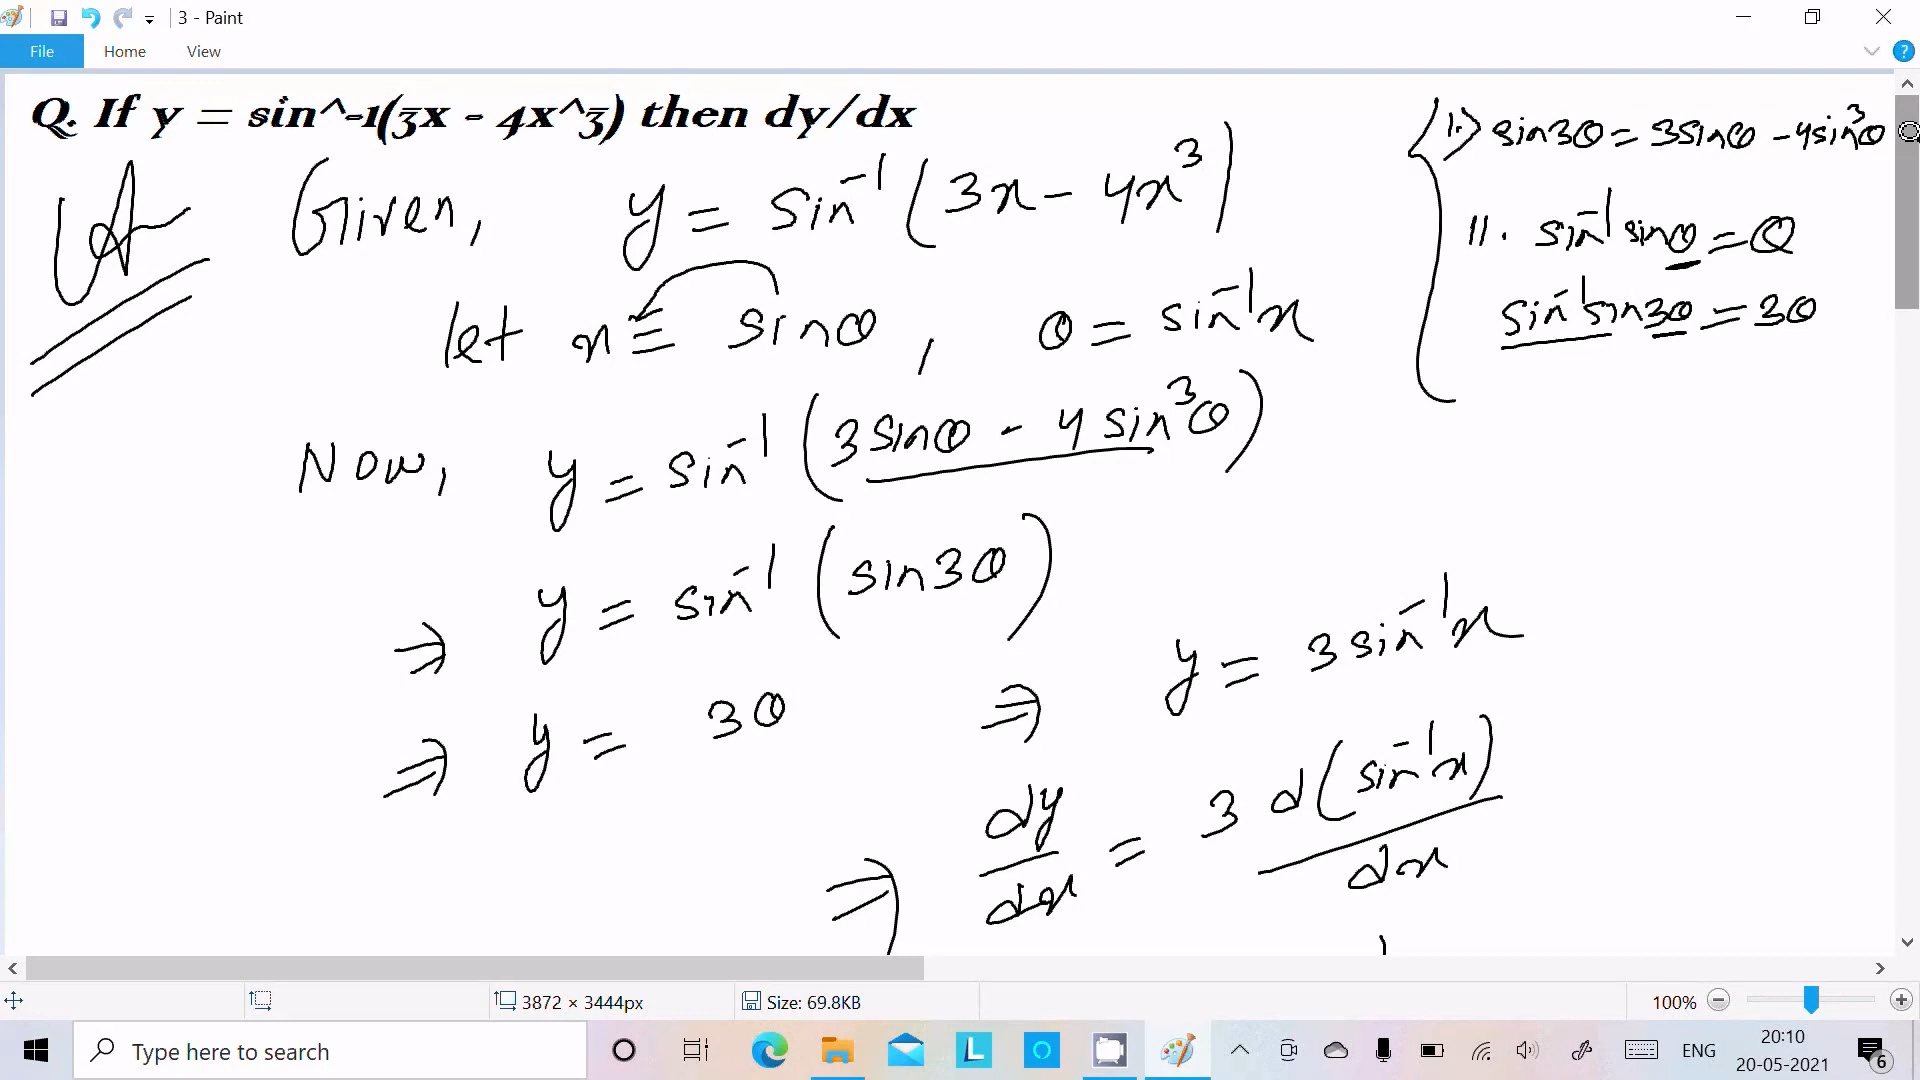 3 - Paint
File Home View
Q. If y = sin^-1(3x - 4x^3) then dy/dx
Given, y = sin⁻¹(3x - 4x³)
let x = sinθ, θ = sin⁻¹x
Now, y = sin⁻¹(3sinθ - 4sin³θ)
⇒ y = sin⁻¹(sin3θ)
⇒ y = 3θ ⇒ y = 3sin⁻¹x
⇒ dy/dx = 3 d(sin⁻¹x)/dx
I.) sin3θ = 3sinθ - 4sin³θ
II. sin⁻¹sinθ = θ
sin⁻¹sin3θ = 3θ
3872 × 3444px Size: 69.8KB 100%
Type here to search
L
ENG
20:10
20-05-2021
6